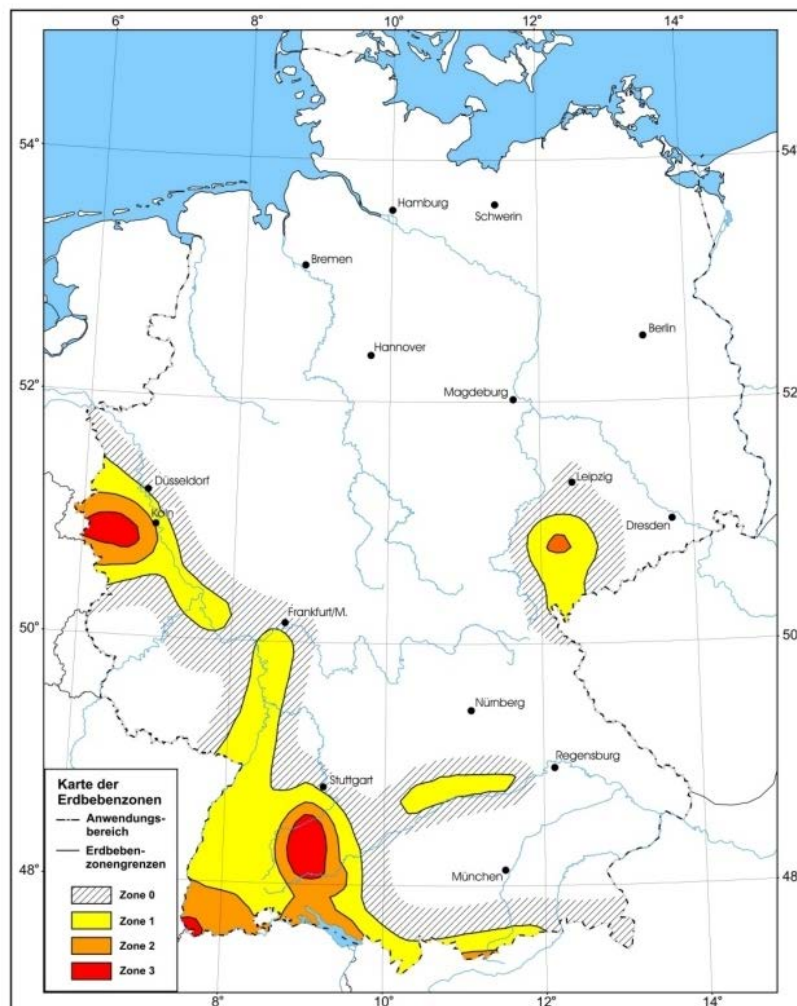 6°
8°
10°
12°
14°
54°
54°
Hamburg
Schwerin
Bremen
Berlin
Hannover
52°
52°
Magdeburg
Düsseldorf
Leipzig
Köln
Dresden
Frankfurt/M.
50°
50°
Nürnberg
Regensburg
Stuttgart
Karte der
Erdbebenzonen
Anwendungs-
bereich
Erdbeben-
zonengrenzen
48°
48°
München
Zone 0
Zone 1
Zone 2
Zone 3
8°
10°
12°
14°